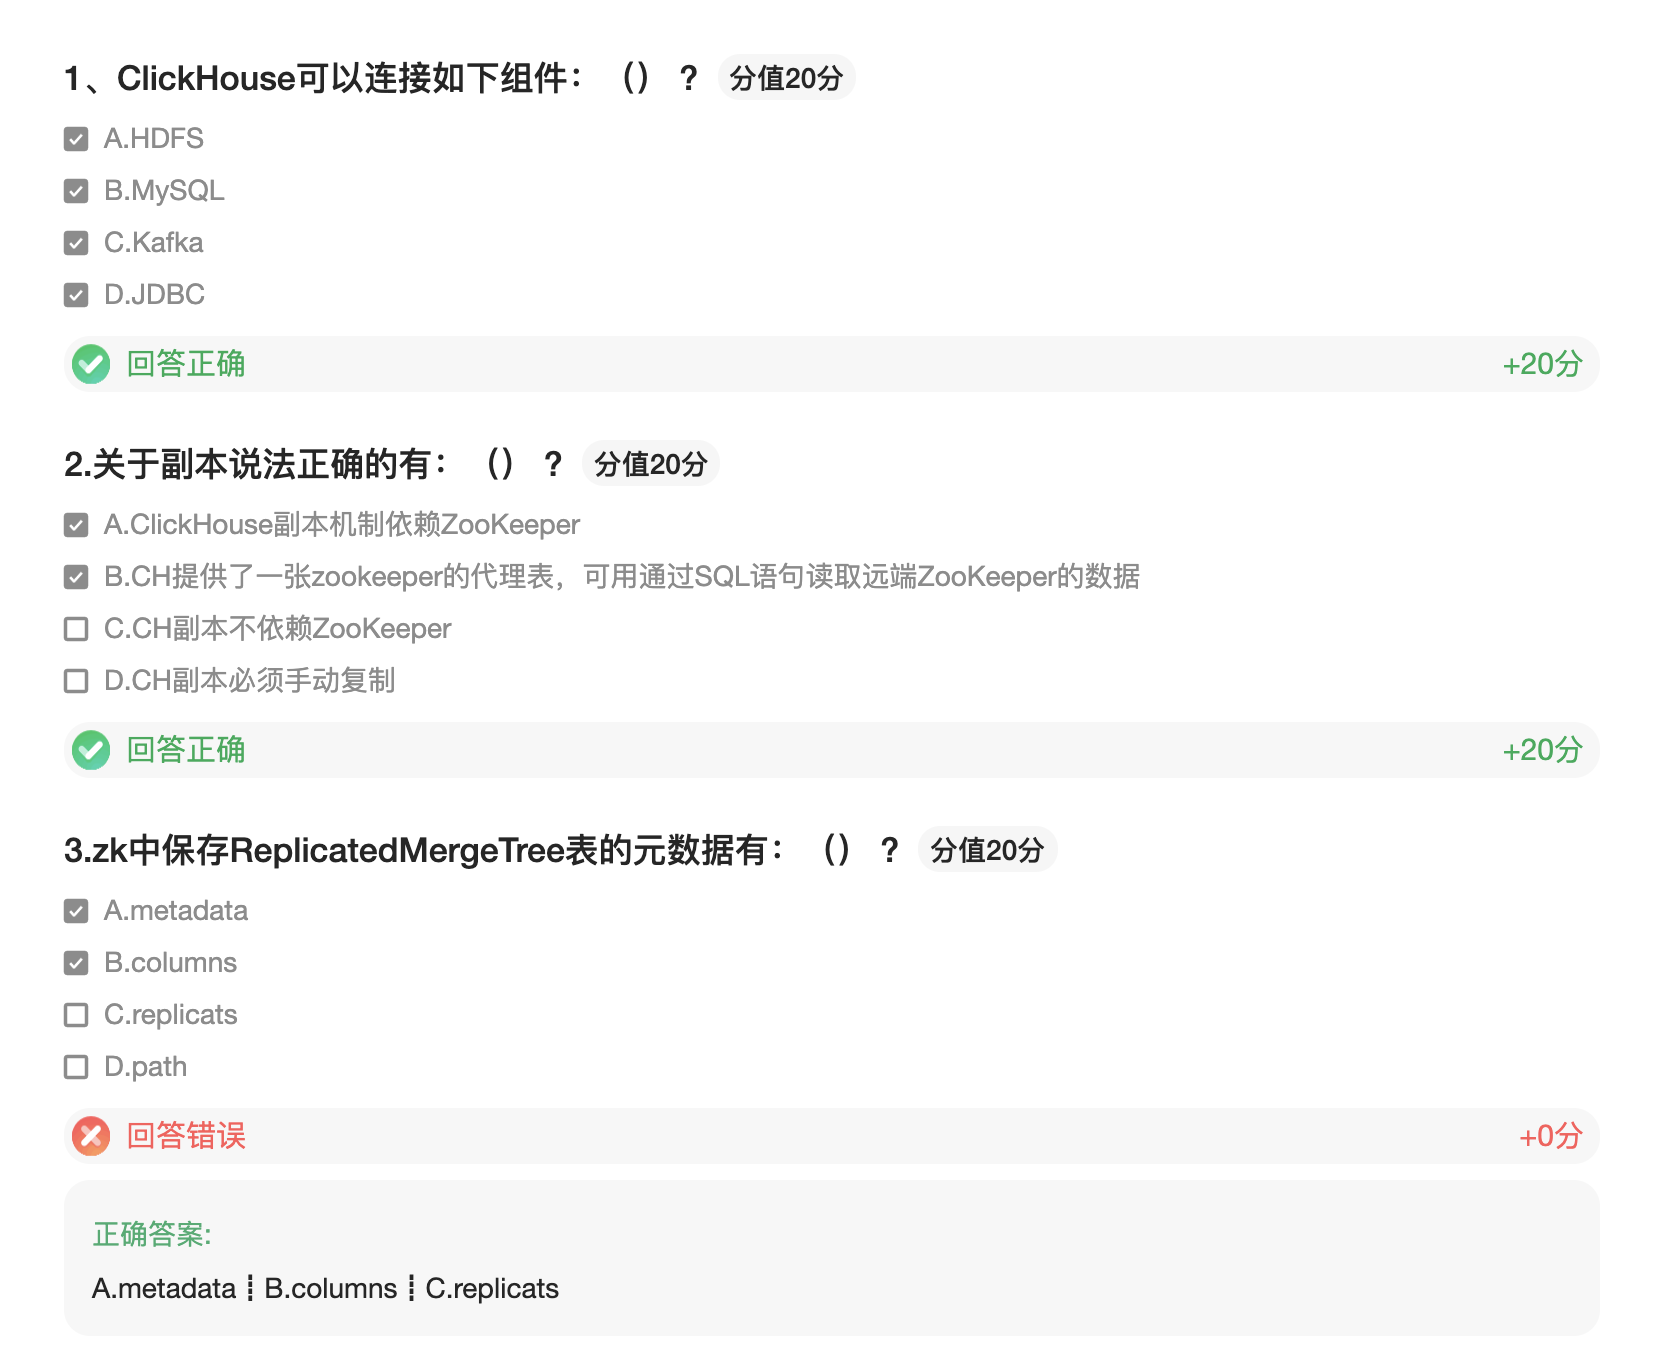 1、ClickHouse可以连接如下组件：（） ? 分值20分
A.HDFS
B.MySQL
C.Kafka
D.JDBC
回答正确 +20分
2.关于副本说法正确的有：（） ? 分值20分
A.ClickHouse副本机制依赖ZooKeeper
B.CH提供了一张zookeeper的代理表，可用通过SQL语句读取远端ZooKeeper的数据
C.CH副本不依赖ZooKeeper
D.CH副本必须手动复制
回答正确 +20分
3.zk中保存ReplicatedMergeTree表的元数据有：（） ? 分值20分
A.metadata
B.columns
C.replicats
D.path
回答错误 +0分
正确答案:
A.metadata ┋ B.columns ┋ C.replicats